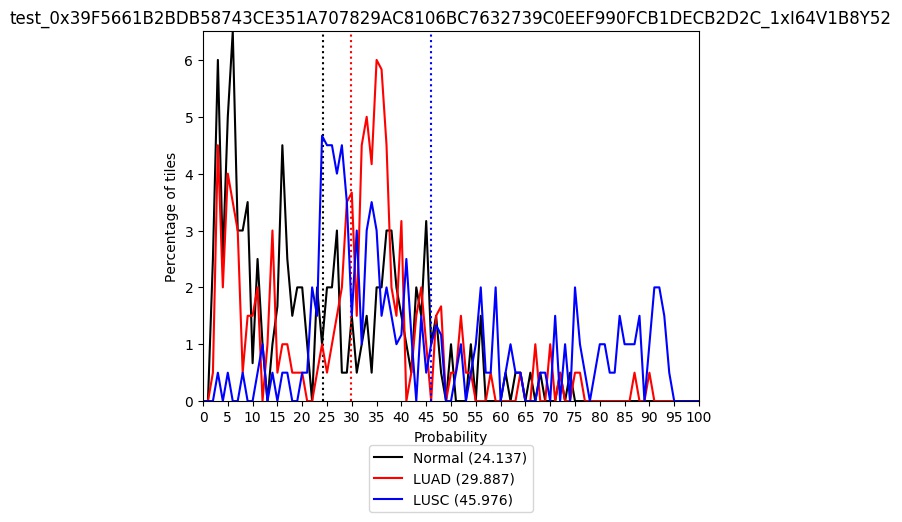 test_0x39F5661B2BDB58743CE351A707829AC8106BC7632739C0EEF990FCB1DECB2D2C_1xI64V1B8Y52
6
5
4
3
2
1
0
Percentage of tiles
0 5 10 15 20 25 30 35 40 45 50 55 60 65 70 75 80 85 90 95 100
Probability
Normal (24.137)
LUAD (29.887)
LUSC (45.976)